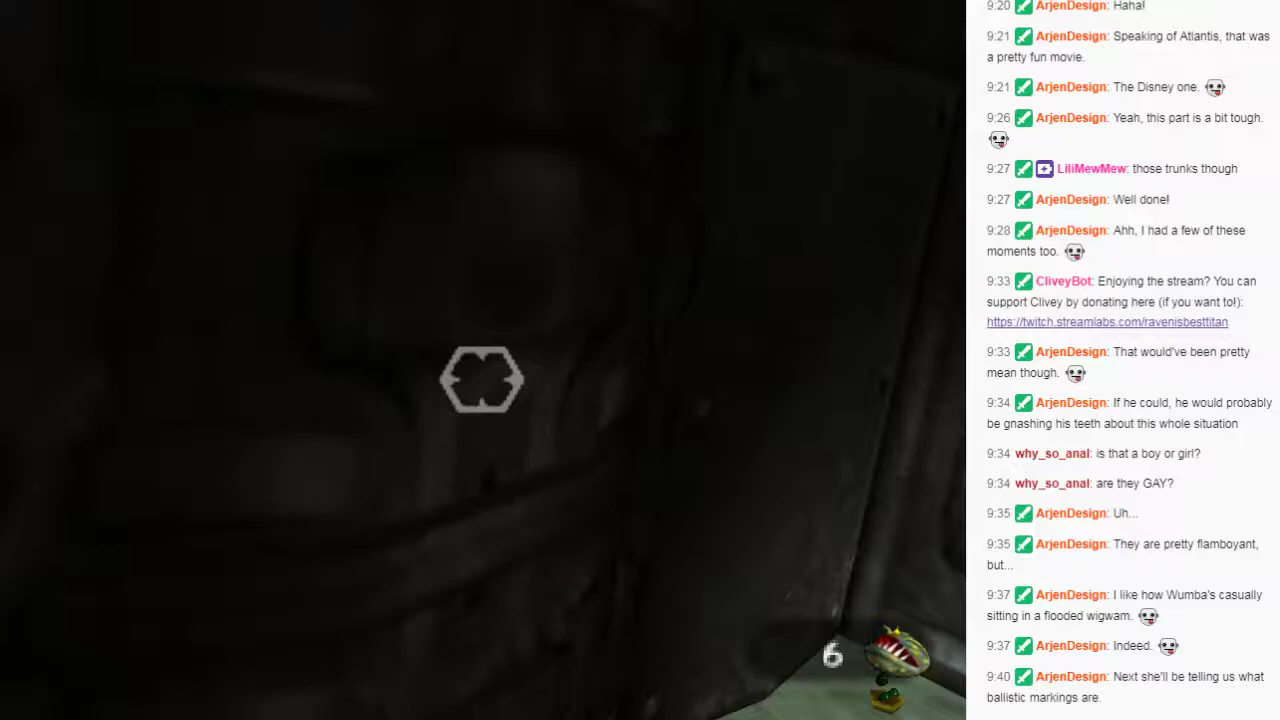 9:20 ArjenDesign: Haha!
9:21 ArjenDesign: Speaking of Atlantis, that was
a pretty fun movie.
9:21 ArjenDesign: The Disney one.
9:26 ArjenDesign: Yeah, this part is a bit tough.
9:27 LiliMewMew: those trunks though
9:27 ArjenDesign: Well done!
9:28 ArjenDesign: Ahh, I had a few of these
moments too.
9:33 CliveyBot: Enjoying the stream? You can
support Clivey by donating here (if you want to!):
https://twitch.streamlabs.com/ravenisbesttitan
9:33 ArjenDesign: That would've been pretty
mean though.
9:34 ArjenDesign: If he could, he would probably
be gnashing his teeth about this whole situation
9:34 why_so_anal: is that a boy or girl?
9:34 why_so_anal: are they GAY?
9:35 ArjenDesign: Uh...
9:35 ArjenDesign: They are pretty flamboyant,
but...
9:37 ArjenDesign: I like how Wumba's casually
sitting in a flooded wigwam.
9:37 ArjenDesign: Indeed.
9:40 ArjenDesign: Next she'll be telling us what
ballistic markings are.
6